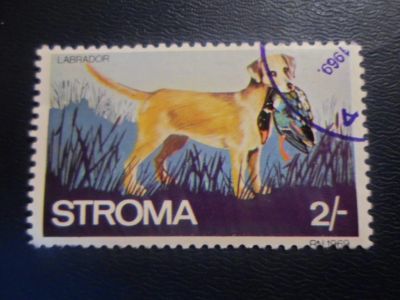 LABRADOR
1969.
STROMA 2/-